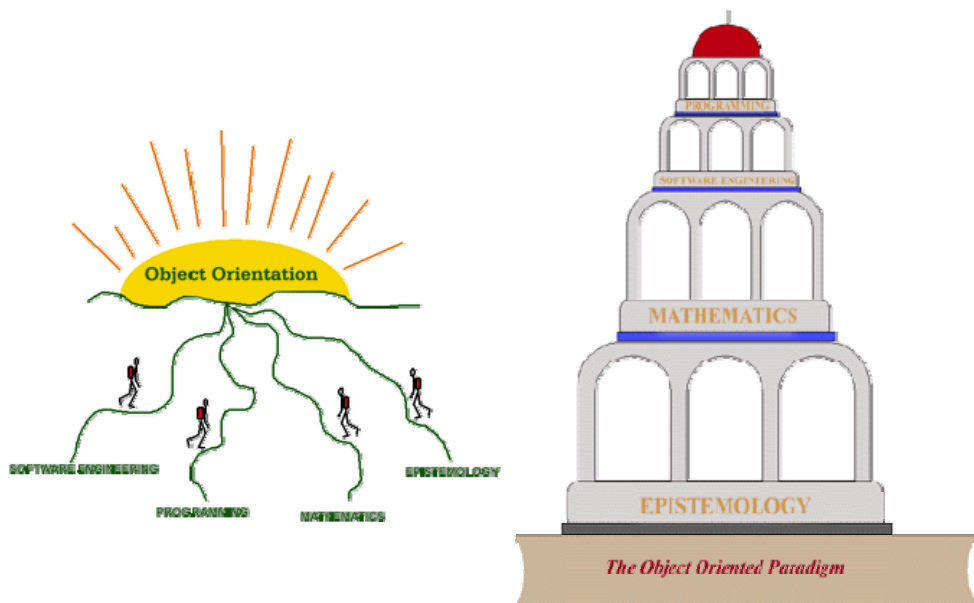 Object Orientation
SOFTWARE ENGINEERING
PROGRAMMING
MATHEMATICS
EPISTEMOLOGY
PROGRAMMING
SOFTWARE ENGINEERING
MATHEMATICS
EPISTEMOLOGY
The Object Oriented Paradigm